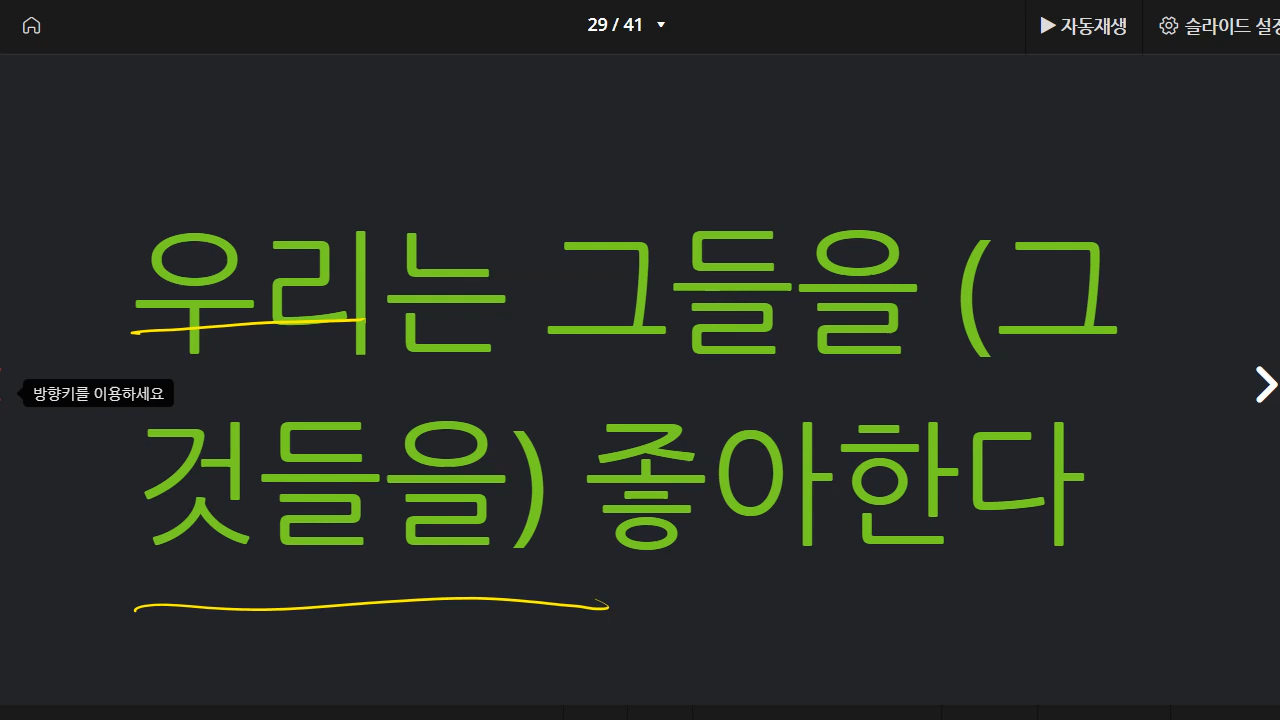 29 / 41
자동재생
슬라이드 설정
우리는 그들을 (그
것들을) 좋아한다
방향키를 이용하세요